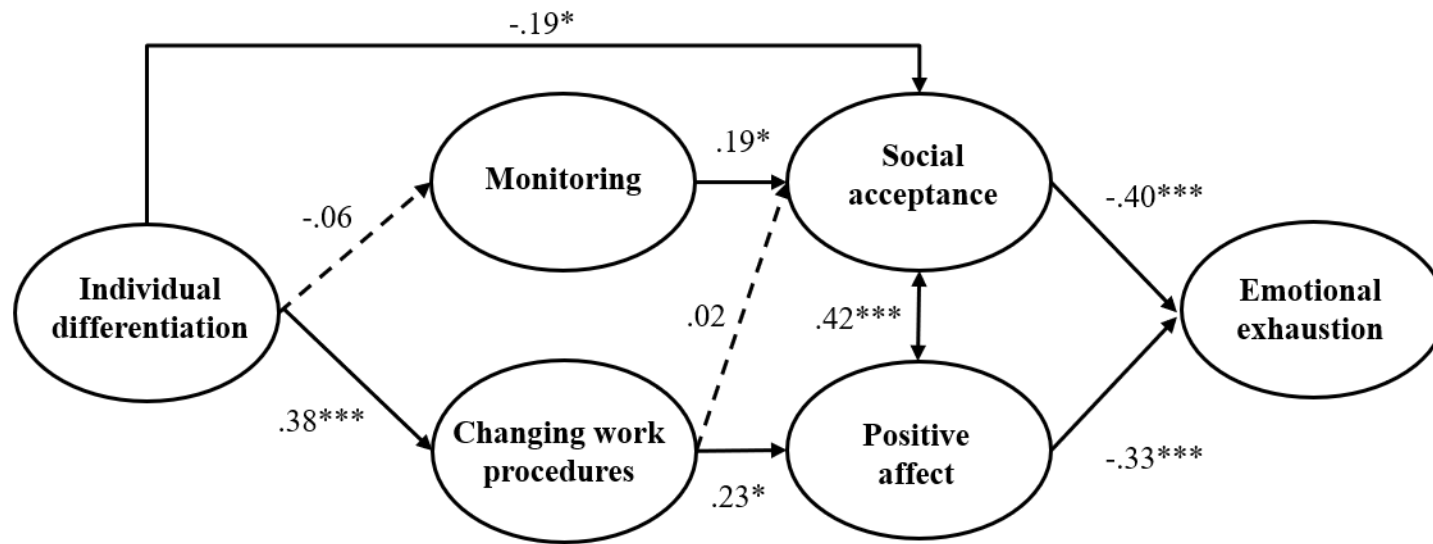 -.19*
Monitoring
.19*
Social
acceptance
-.06
-.40***
Individual
differentiation
.02
.42***
Emotional
exhaustion
.38***
Changing work
procedures
.23*
Positive
affect
-.33***